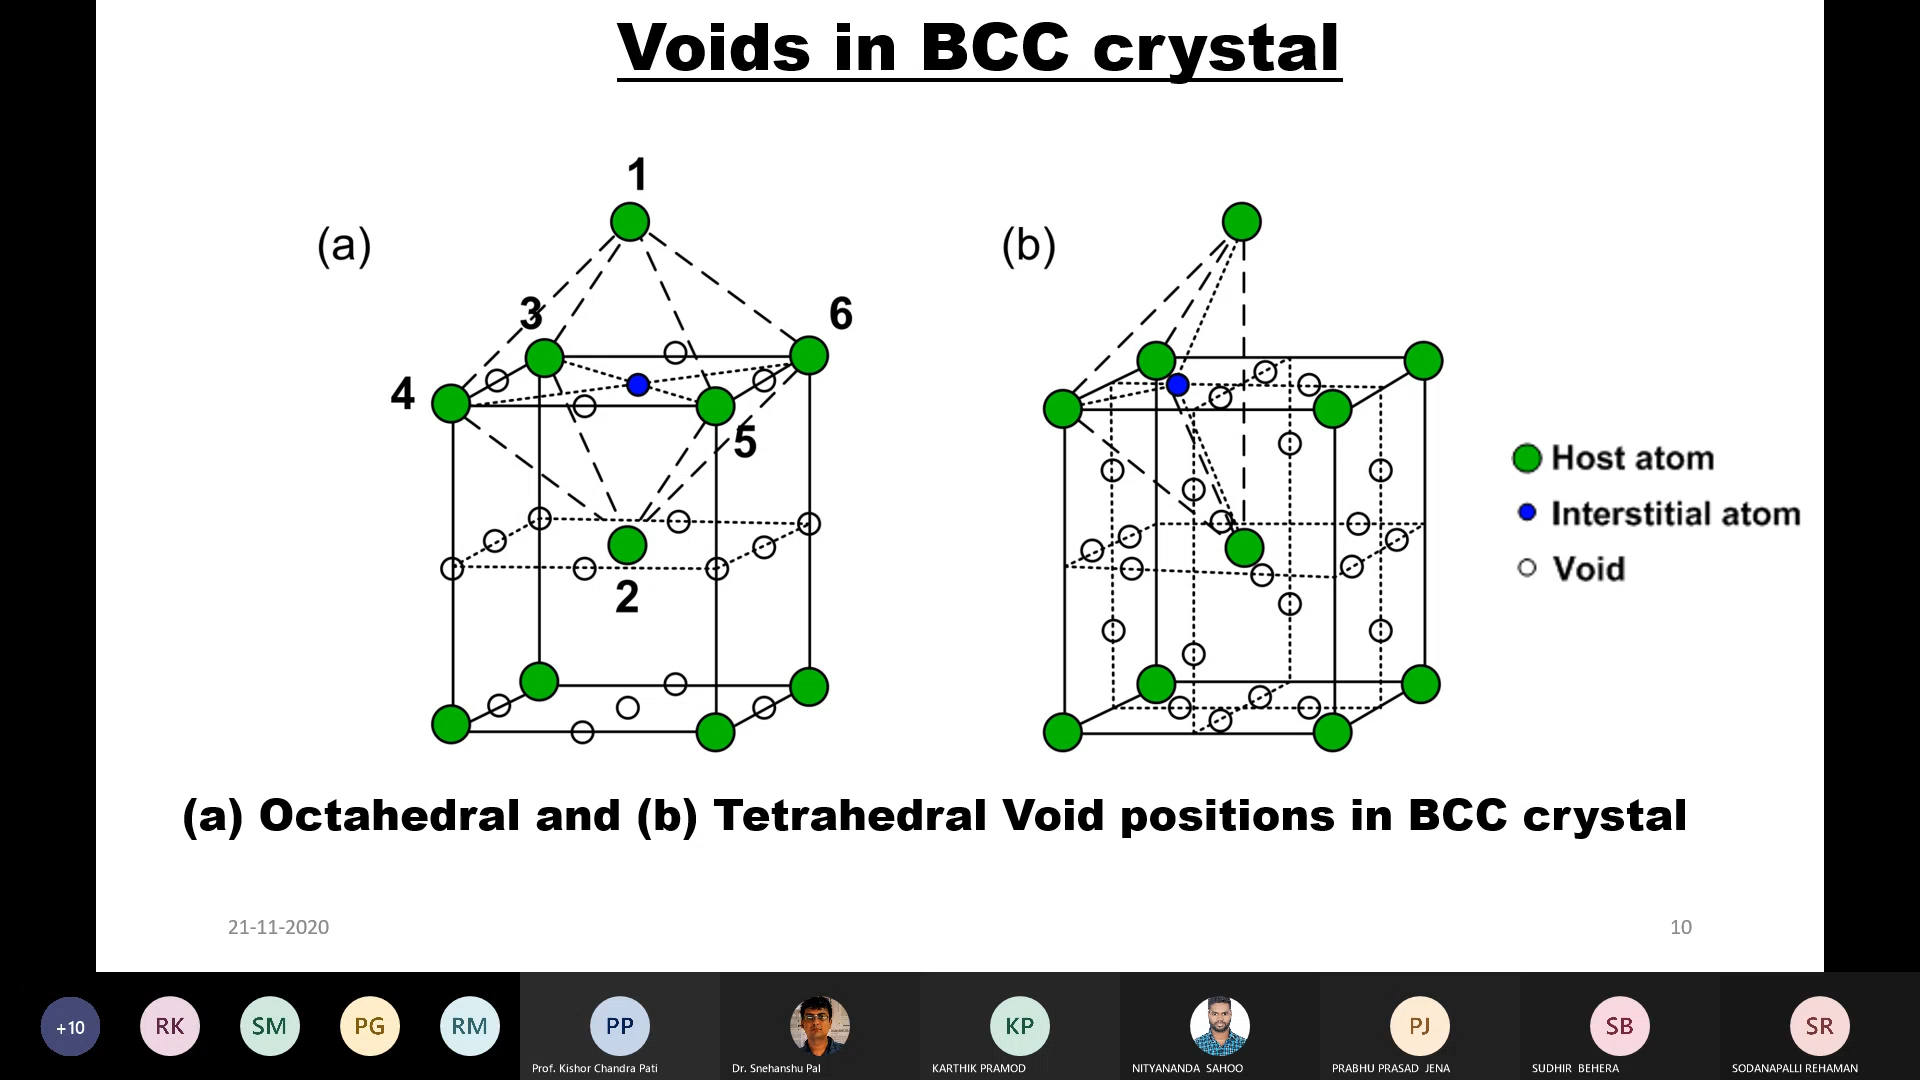 Voids in BCC crystal
1
(a)
(b)
3
6
4
5
Host atom
Interstitial atom
Void
2
(a) Octahedral and (b) Tetrahedral Void positions in BCC crystal
21-11-2020
10
+10
RK
SM
PG
RM
PP
KP
PJ
SB
SR
Prof. Kishor Chandra Pati
Dr. Snehanshu Pal
KARTHIK PRAMOD
NITYANANDA SAHOO
PRABHU PRASAD JENA
SUDHIR BEHERA
SODANAPALLI REHAMAN